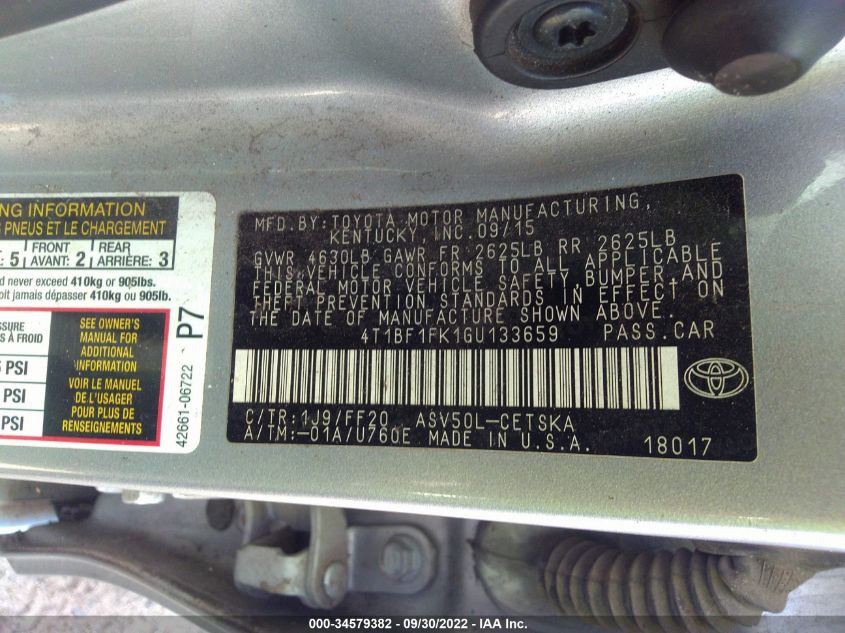 NG INFORMATION
S PNEUS ET LE CHARGEMENT
: 5 FRONT AVANT: 2 REAR ARRIÈRE: 3
d never exceed 410kg or 905lbs.
oit jamais dépasser 410kg ou 905lb.
SSURE
S À FROID
PSI
PSI
PSI
SEE OWNER'S
MANUAL FOR
ADDITIONAL
INFORMATION
VOIR LE MANUEL
DE L'USAGER
POUR PLUS DE
RENSEIGNEMENTS
P7
42661-06722
MFD.BY:TOYOTA MOTOR MANUFACTURING,
KENTUCKY, INC.09/15
GVWR 4630LB GAWR FR 2625LB RR 2625LB
THIS VEHICLE CONFORMS TO ALL APPLICABLE
FEDERAL MOTOR VEHICLE SAFETY,BUMPER,AND
THEFT PREVENTION STANDARDS IN EFFECT ON
THE DATE OF MANUFACTURE SHOWN ABOVE.
4T1BF1FK1GU133659 PASS.CAR
C/TR:1J9/FF20 ASV50L-CETSKA
A/TM:-01A/U760E MADE IN U.S.A. 18017
000-34579382 - 09/30/2022 - IAA Inc.